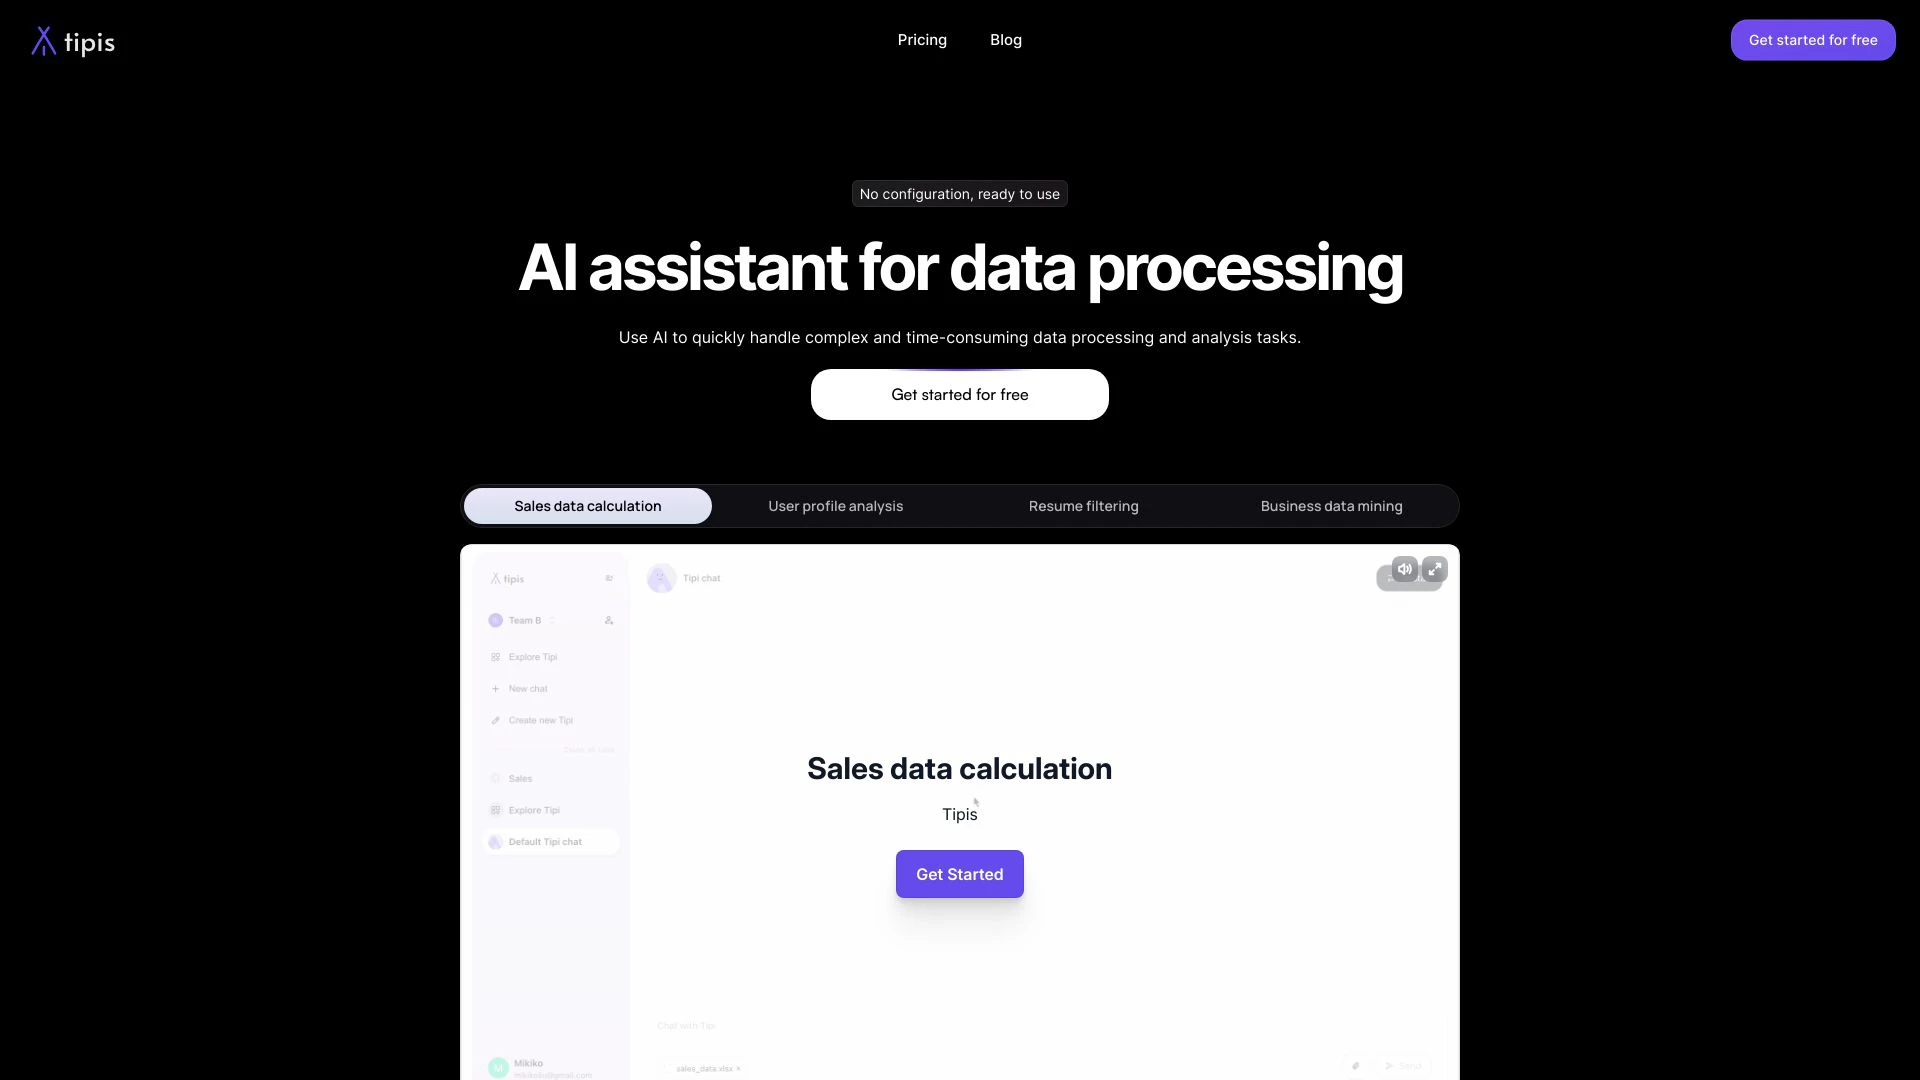 tipis
Pricing
Blog
Get started for free
No configuration, ready to use
AI assistant for data processing
Use AI to quickly handle complex and time-consuming data processing and analysis tasks.
Get started for free
Sales data calculation
User profile analysis
Resume filtering
Business data mining
tipis
Tipi chat
Team B
Explore Tipi
New chat
Create new Tipi
Sales
Explore Tipi
Default Tipi chat
Sales data calculation
Tipis
Get Started
Chat with Tipi
M
Mikiko
sales_data.xlsx ×
Send